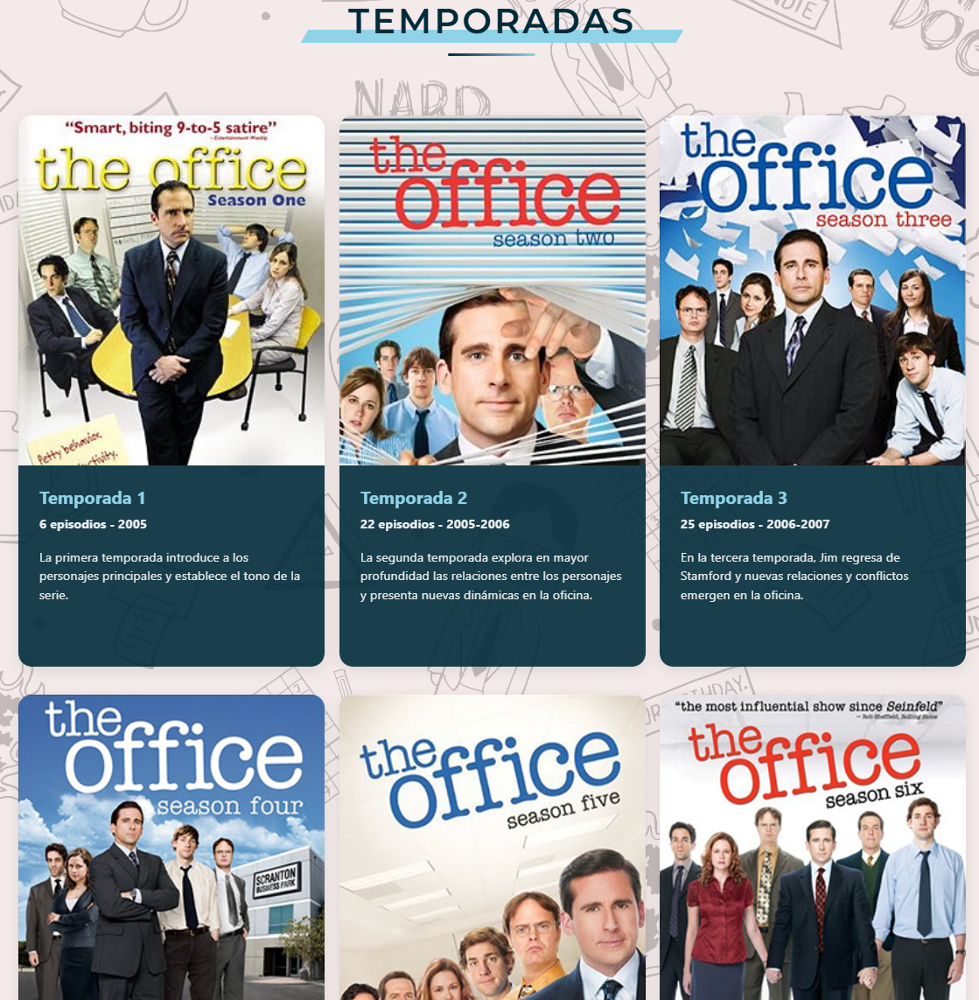 TEMPORADAS
NDIE
DO
NARD
"Smart, biting 9-to-5 satire"
- Entertainment Weekly
the office
Season One
Petty behavior.
the
office
season two
the
office
season three
Temporada 1
6 episodios - 2005
La primera temporada introduce a los
personajes principales y establece el tono de la
serie.
Temporada 2
22 episodios - 2005-2006
La segunda temporada explora en mayor
profundidad las relaciones entre los personajes
y presenta nuevas dinámicas en la oficina.
Temporada 3
25 episodios - 2006-2007
En la tercera temporada, Jim regresa de
Stamford y nuevas relaciones y conflictos
emergen en la oficina.
the
office
season four
SCRANTON
BUSINESS PARK
the
office
season five
"the most influential show since Seinfeld"
- Rob Sheffield, Rolling Stone
the
office
season six